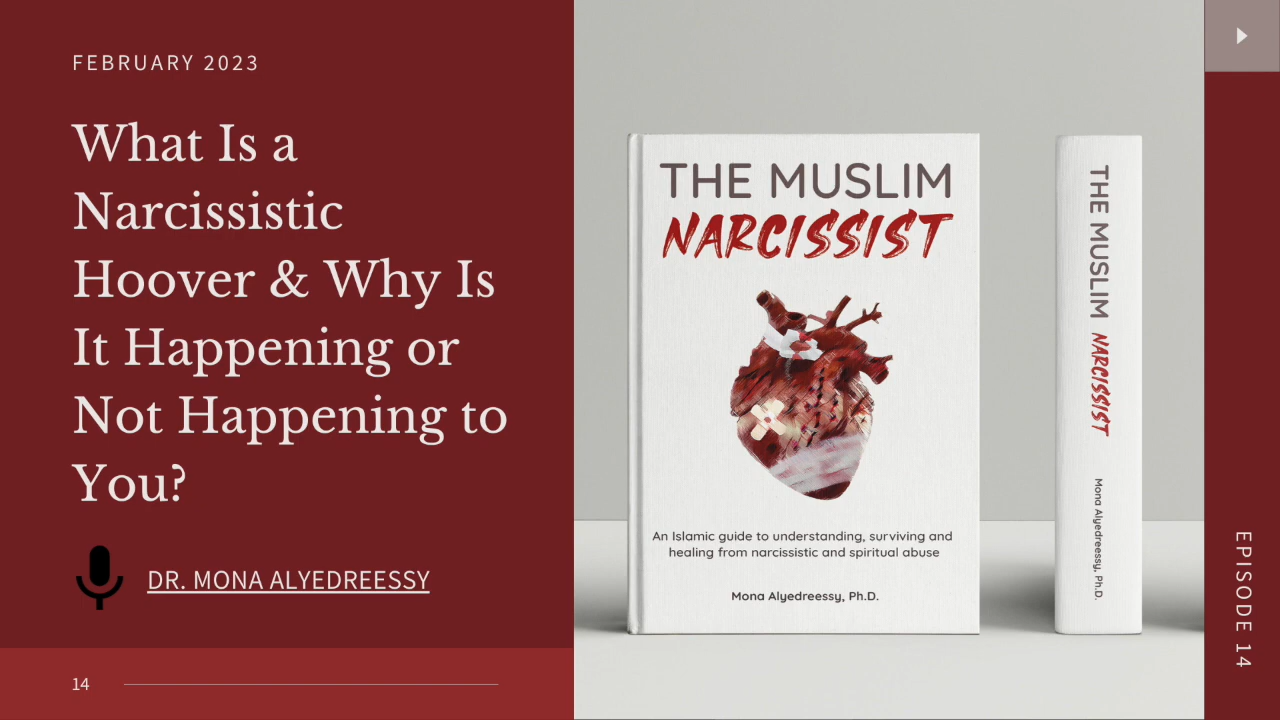 FEBRUARY 2023
What Is a
Narcissistic
Hoover & Why Is
It Happening or
Not Happening to
You?
DR. MONA ALYEDREESSY
14
THE MUSLIM
NARCISSIST
An Islamic guide to understanding, surviving and
healing from narcissistic and spiritual abuse
Mona Alyedreessy, Ph.D.
THE MUSLIM NARCISSIST Mona Alyedreessy, Ph.D.
EPISODE 14